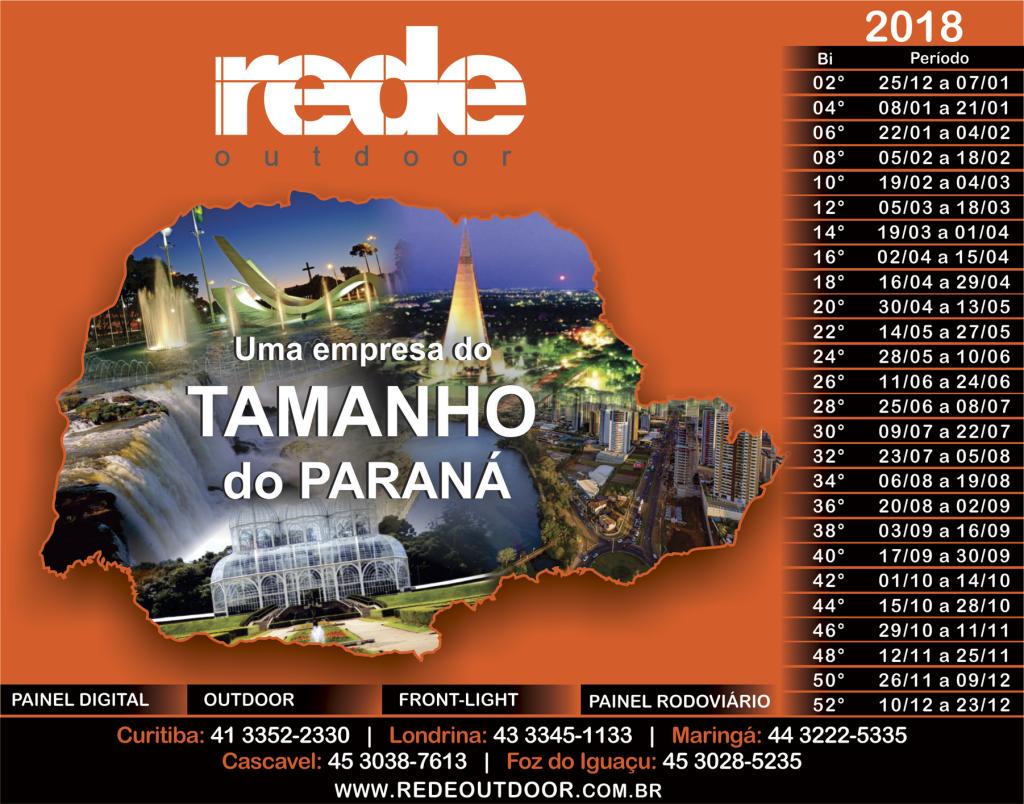 rede
outdoor
Uma empresa do
TAMANHO
do PARANÁ
2018
Bi Período
02° 25/12 a 07/01
04° 08/01 a 21/01
06° 22/01 a 04/02
08° 05/02 a 18/02
10° 19/02 a 04/03
12° 05/03 a 18/03
14° 19/03 a 01/04
16° 02/04 a 15/04
18° 16/04 a 29/04
20° 30/04 a 13/05
22° 14/05 a 27/05
24° 28/05 a 10/06
26° 11/06 a 24/06
28° 25/06 a 08/07
30° 09/07 a 22/07
32° 23/07 a 05/08
34° 06/08 a 19/08
36° 20/08 a 02/09
38° 03/09 a 16/09
40° 17/09 a 30/09
42° 01/10 a 14/10
44° 15/10 a 28/10
46° 29/10 a 11/11
48° 12/11 a 25/11
50° 26/11 a 09/12
52° 10/12 a 23/12
PAINEL DIGITAL OUTDOOR FRONT-LIGHT PAINEL RODOVIÁRIO
Curitiba: 41 3352-2330 | Londrina: 43 3345-1133 | Maringá: 44 3222-5335
Cascavel: 45 3038-7613 | Foz do Iguaçu: 45 3028-5235
WWW.REDEOUTDOOR.COM.BR